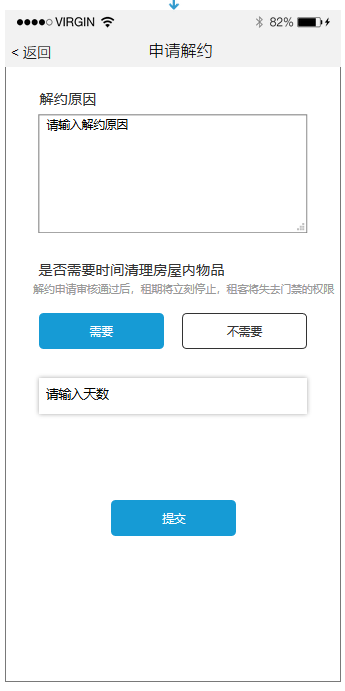 VIRGIN 82%
< 返回 申请解约
解约原因
请输入解约原因
是否需要时间清理房屋内物品
解约申请审核通过后，租期将立刻停止，租客将失去门禁的权限
需要 不需要
请输入天数
提交